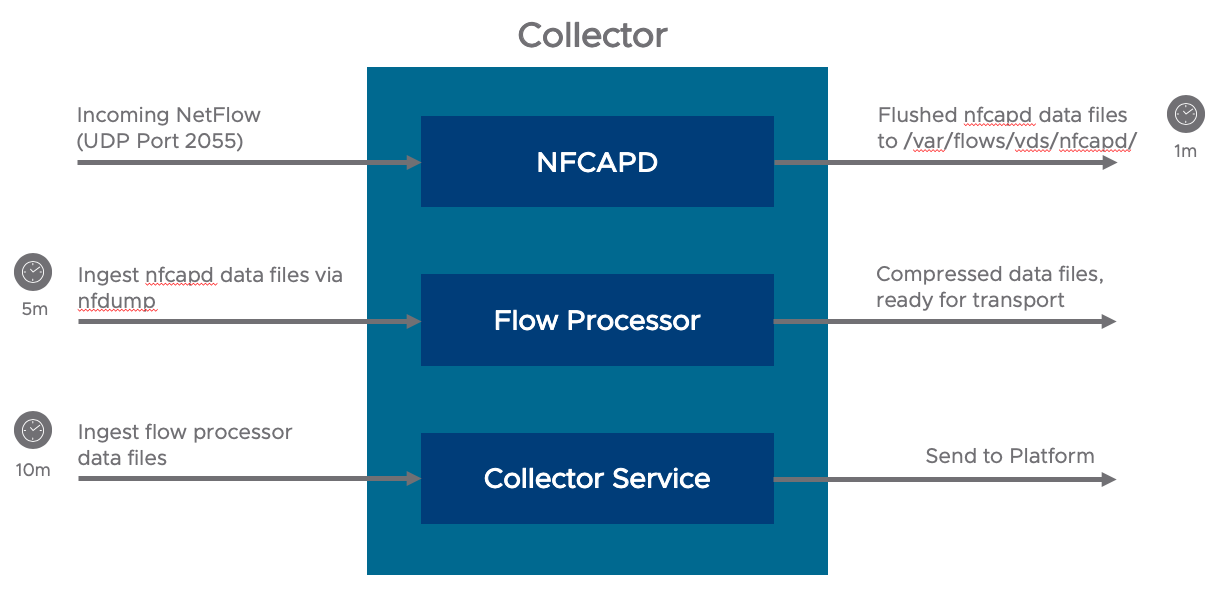 Collector
Incoming NetFlow
(UDP Port 2055)
NFCAPD
Flushed nfcapd data files
to /var/flows/vds/nfcapd/
1m
5m
Ingest nfcapd data files via
nfdump
Flow Processor
Compressed data files,
ready for transport
10m
Ingest flow processor
data files
Collector Service
Send to Platform